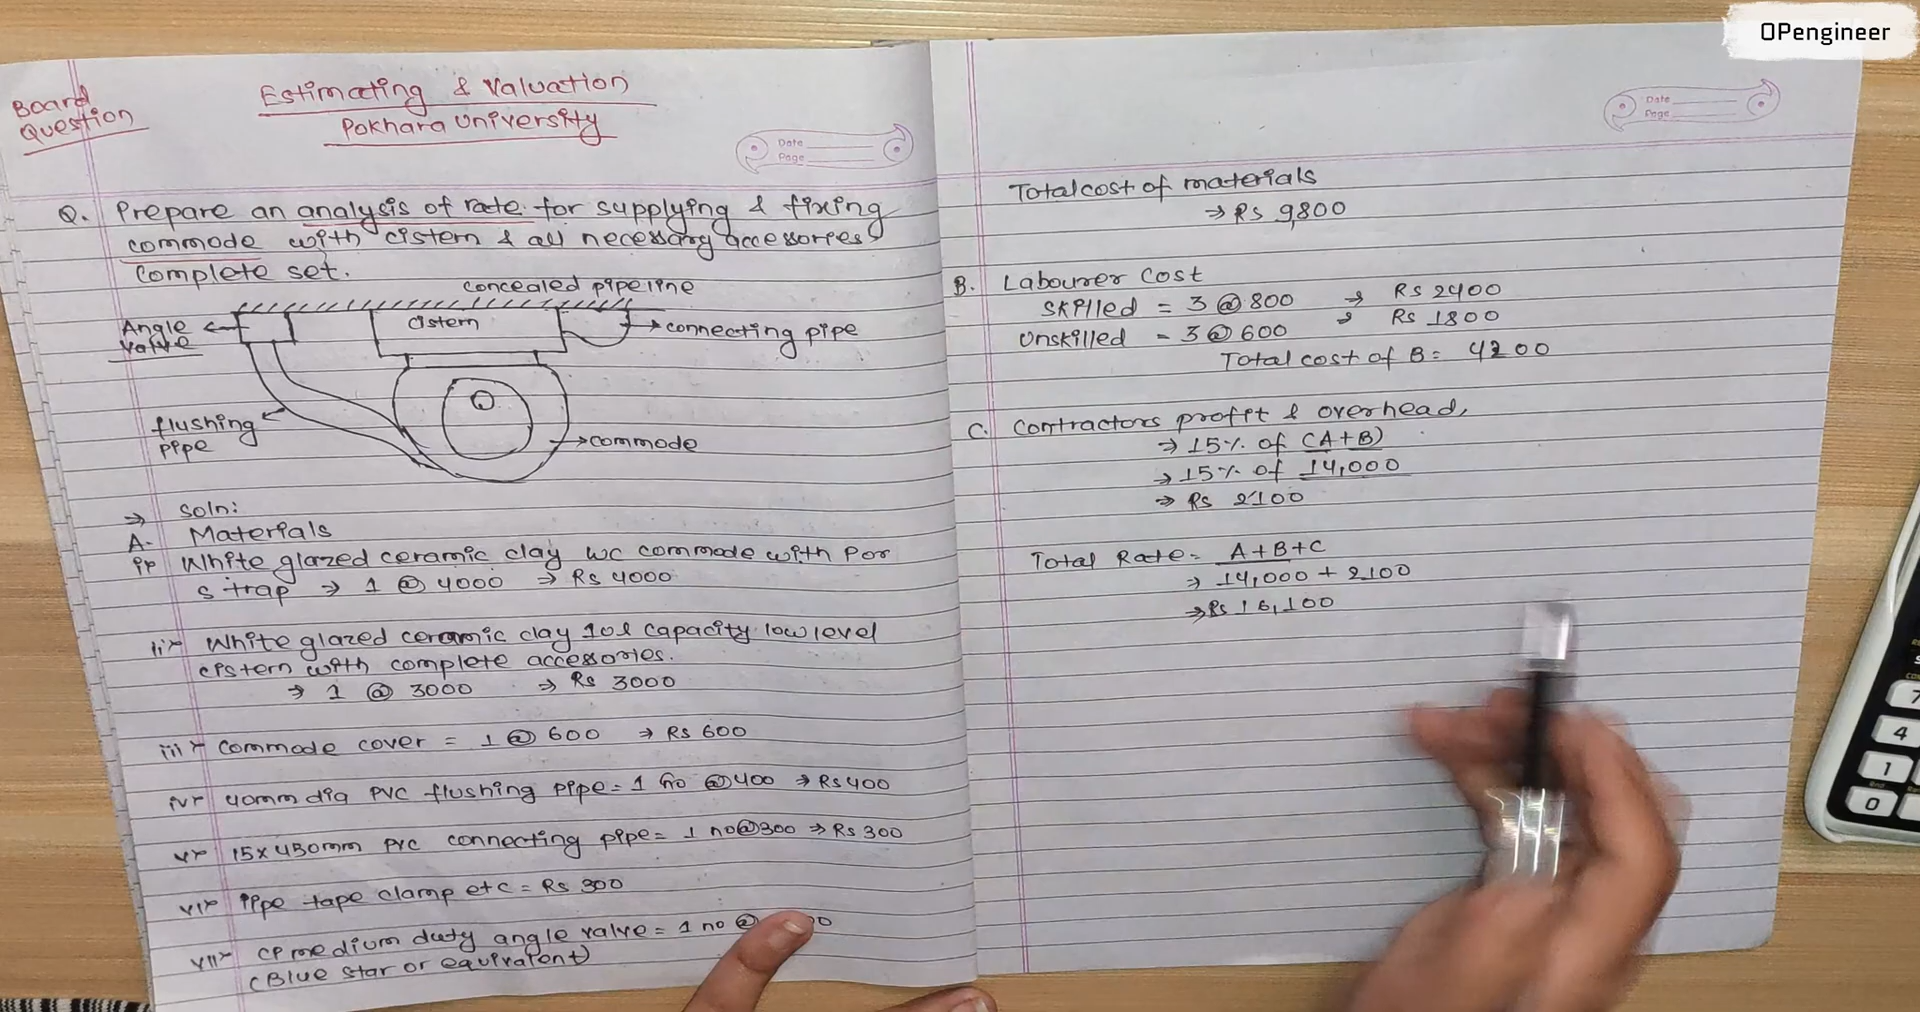 OPengineer
Board
Question
Estimating & Valuation
Pokhara University
Date
Page
Q. Prepare an analysis of rate for supplying & fixing
commode with cistern & all necessary accessories
complete set.
concealed pipeline
Angle
valve
cistern
connecting pipe
flushing
pipe
commode
⇒ Soln:
A. Materials
i) White glazed ceramic clay wc commode with P or
S trap → 1 @ 4000 ⇒ Rs 4000
ii) White glazed ceramic clay 10l capacity low level
cistern with complete accessories.
→ 1 @ 3000 ⇒ Rs 3000
iii) commode cover = 1 @ 600 → Rs 600
iv) 40mm dia PVC flushing pipe = 1 no @ 400 → Rs 400
v) 15x450mm PVC connecting pipe = 1 no @ 300 → Rs 300
vi) Pipe tape clamp etc = Rs 300
vii) CP medium duty angle valve = 1 no @
(Blue star or equivalent)
Date
Page
Total cost of materials
→ Rs 9,800
B. Labourer cost
Skilled = 3 @ 800 → Rs 2400
Unskilled = 3 @ 600 → Rs 1800
Total cost of B = 4200
C. Contractors profit & overhead,
⇒ 15% of (A+B)
→ 15% of 14,000
⇒ Rs 2100
Total Rate = A+B+C
⇒ 14,000 + 2100
⇒ Rs 16,100
7
4
1
0